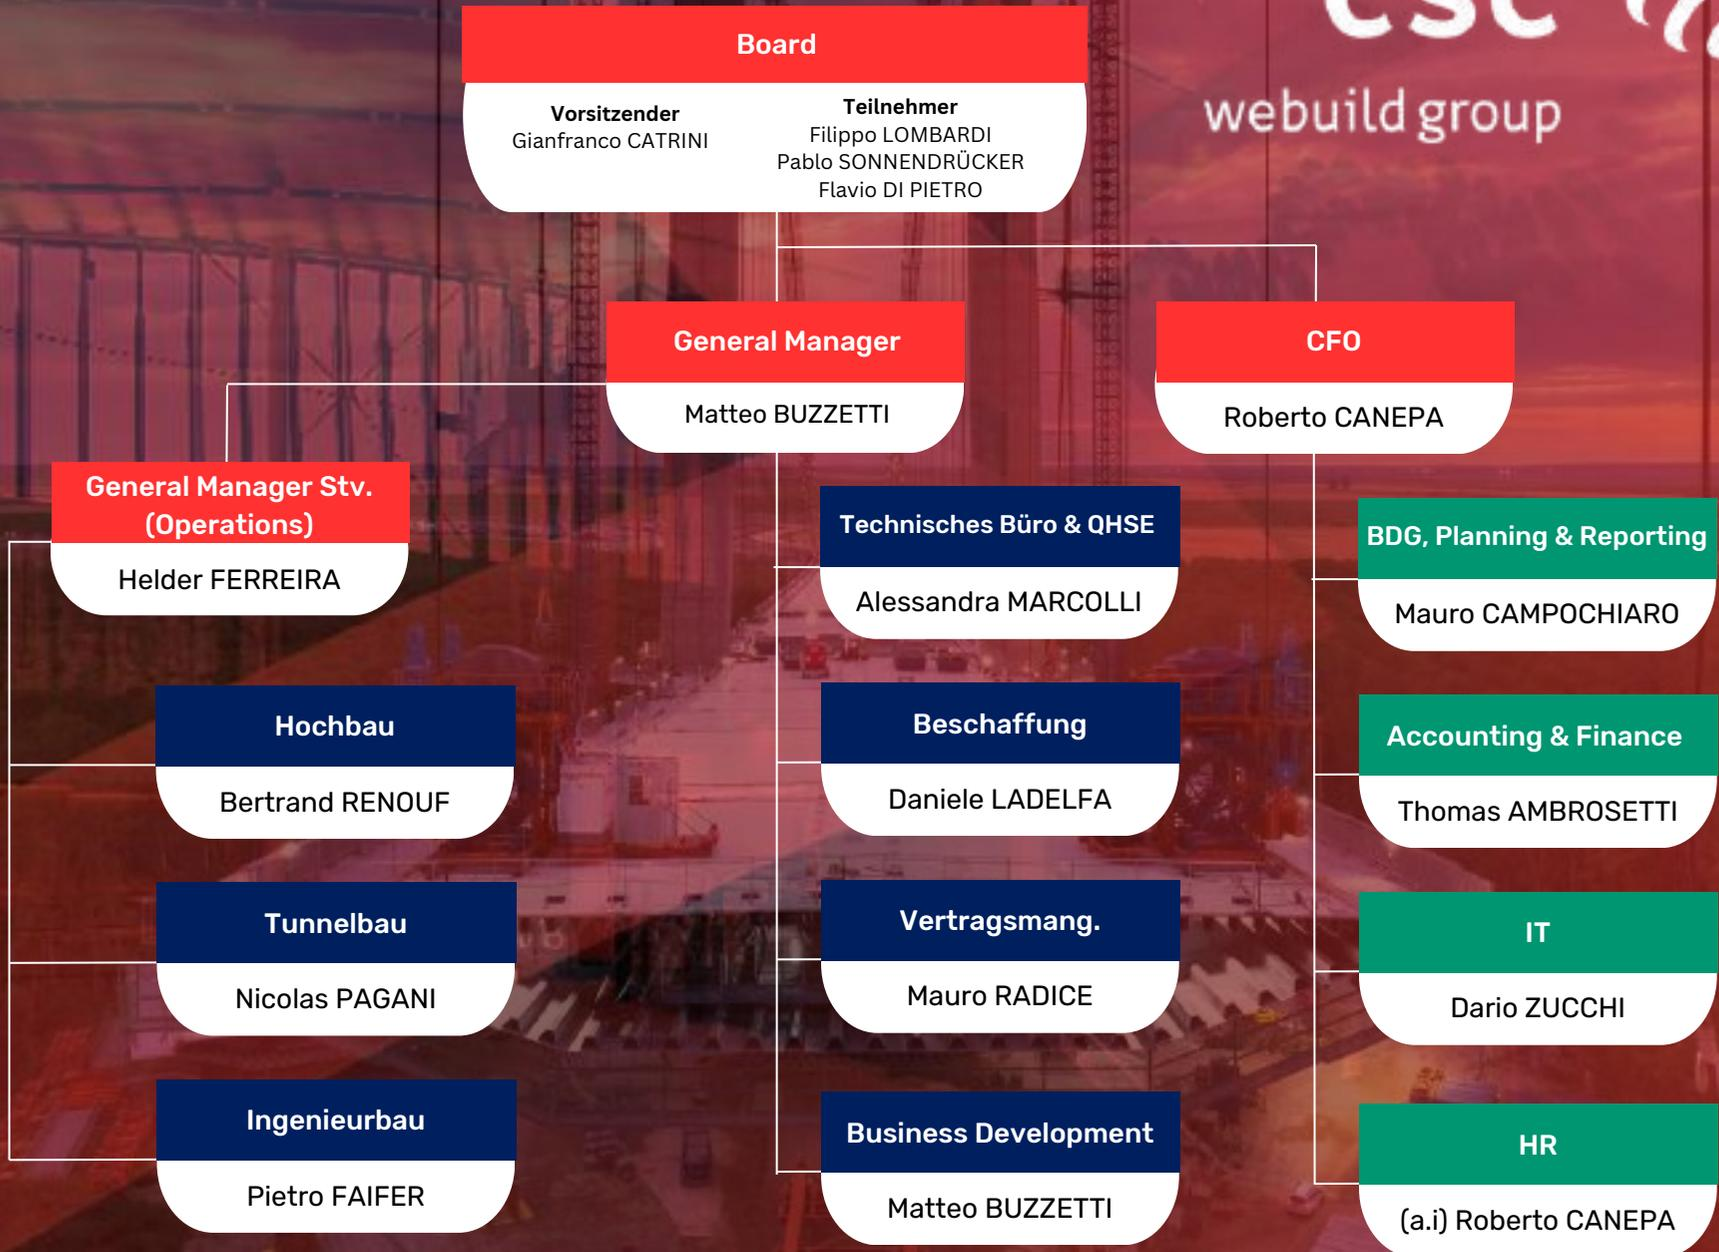 csc
webuild group
Board
Vorsitzender
Gianfranco CATRINI
Teilnehmer
Filippo LOMBARDI
Pablo SONNENDRÜCKER
Flavio DI PIETRO
General Manager
Matteo BUZZETTI
CFO
Roberto CANEPA
General Manager Stv.
(Operations)
Helder FERREIRA
Hochbau
Bertrand RENOUF
Tunnelbau
Nicolas PAGANI
Ingenieurbau
Pietro FAIFER
Technisches Büro & QHSE
Alessandra MARCOLLI
Beschaffung
Daniele LADELFA
Vertragsmang.
Mauro RADICE
Business Development
Matteo BUZZETTI
BDG, Planning & Reporting
Mauro CAMPOCHIARO
Accounting & Finance
Thomas AMBROSETTI
IT
Dario ZUCCHI
HR
(a.i) Roberto CANEPA